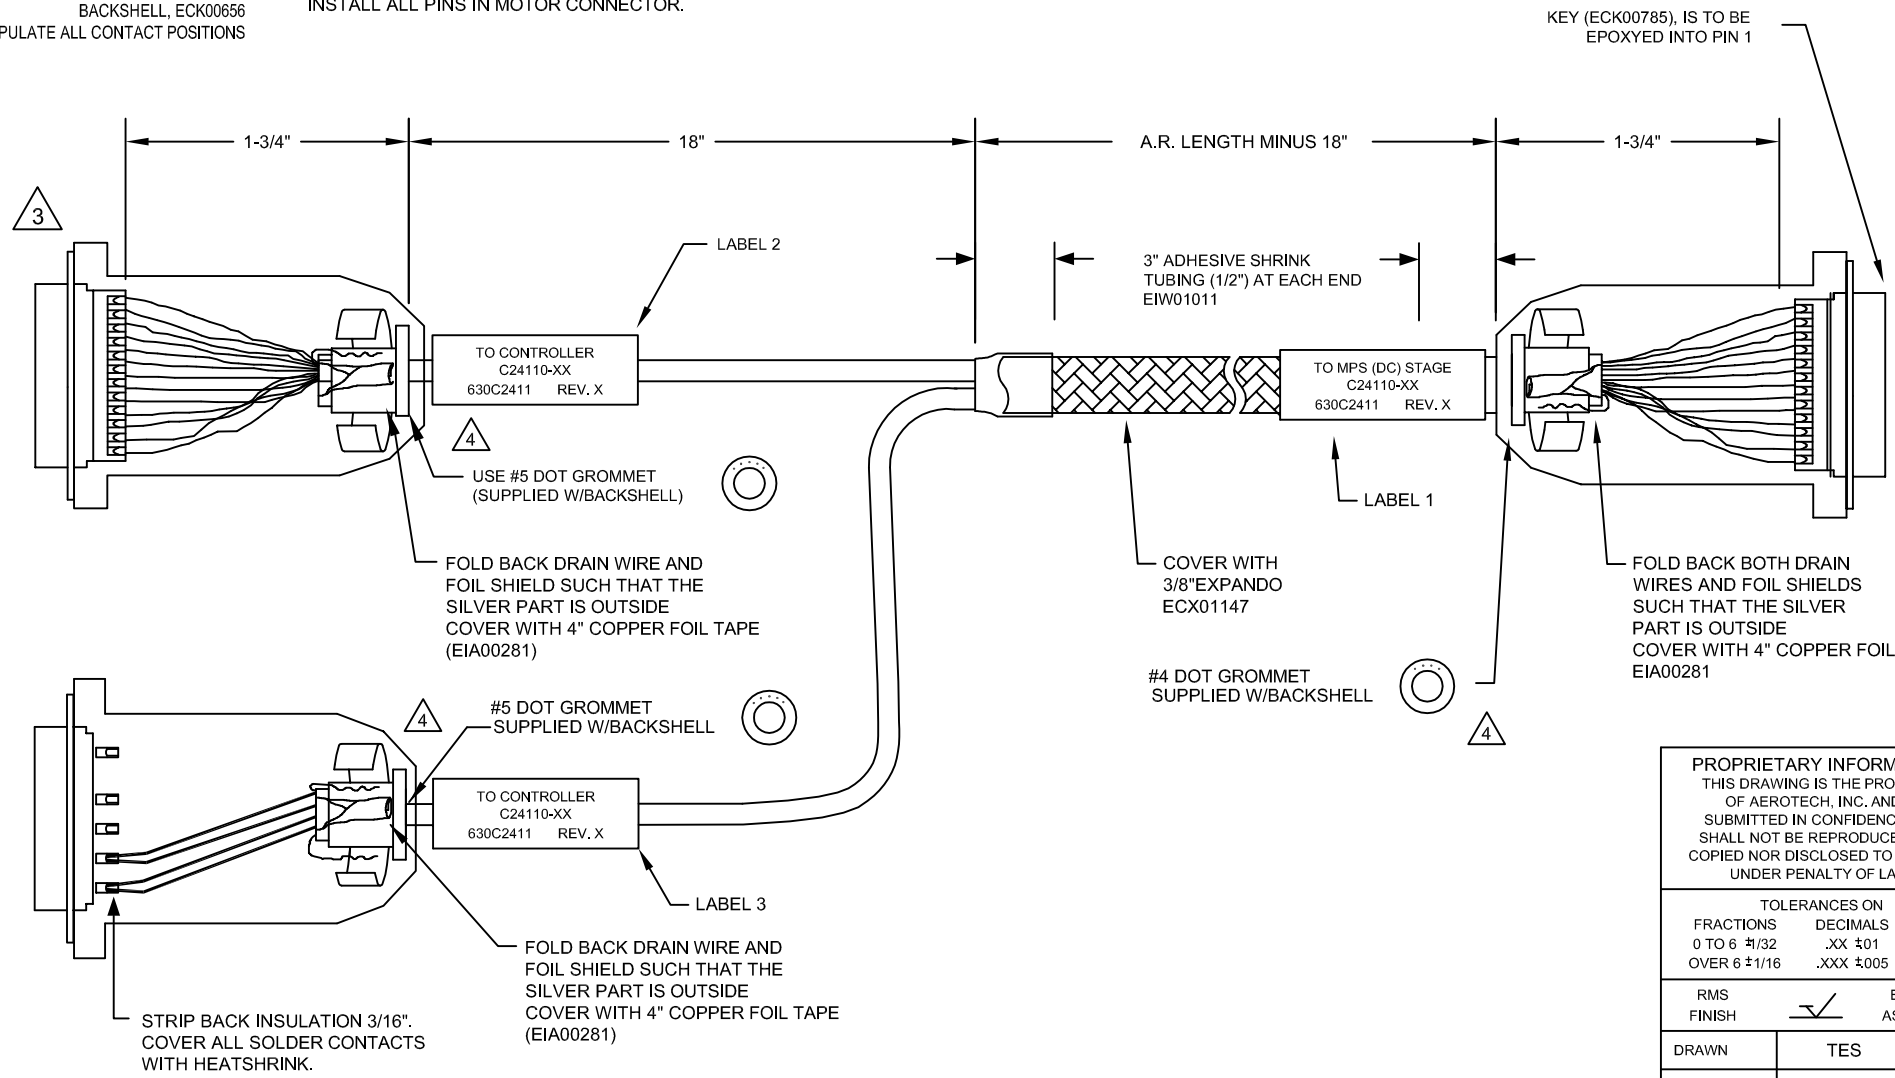 BACKSHELL, ECK00656
PULATE ALL CONTACT POSITIONS
INSTALL ALL PINS IN MOTOR CONNECTOR.
KEY (ECK00785), IS TO BE
EPOXYED INTO PIN 1
1-3/4"
18"
A.R. LENGTH MINUS 18"
1-3/4"
3
LABEL 2
3" ADHESIVE SHRINK
TUBING (1/2") AT EACH END
EIW01011
TO CONTROLLER
C24110-XX
630C2411 REV. X
TO MPS (DC) STAGE
C24110-XX
630C2411 REV. X
4
USE #5 DOT GROMMET
(SUPPLIED W/BACKSHELL)
LABEL 1
FOLD BACK DRAIN WIRE AND
FOIL SHIELD SUCH THAT THE
SILVER PART IS OUTSIDE
COVER WITH 4" COPPER FOIL TAPE
(EIA00281)
COVER WITH
3/8"EXPANDO
ECX01147
FOLD BACK BOTH DRAIN
WIRES AND FOIL SHIELDS
SUCH THAT THE SILVER
PART IS OUTSIDE
COVER WITH 4" COPPER FOIL
EIA00281
#4 DOT GROMMET
SUPPLIED W/BACKSHELL
4
4
#5 DOT GROMMET
SUPPLIED W/BACKSHELL
TO CONTROLLER
C24110-XX
630C2411 REV. X
LABEL 3
FOLD BACK DRAIN WIRE AND
FOIL SHIELD SUCH THAT THE
SILVER PART IS OUTSIDE
COVER WITH 4" COPPER FOIL TAPE
(EIA00281)
STRIP BACK INSULATION 3/16".
COVER ALL SOLDER CONTACTS
WITH HEATSHRINK.
PROPRIETARY INFORM
THIS DRAWING IS THE PRO
OF AEROTECH, INC. AND
SUBMITTED IN CONFIDENC
SHALL NOT BE REPRODUCE
COPIED NOR DISCLOSED TO
UNDER PENALTY OF LA
TOLERANCES ON
FRACTIONS DECIMALS
0 TO 6 ±1/32 .XX ±.01
OVER 6 ±1/16 .XXX ±.005
RMS
FINISH
AS
DRAWN TES